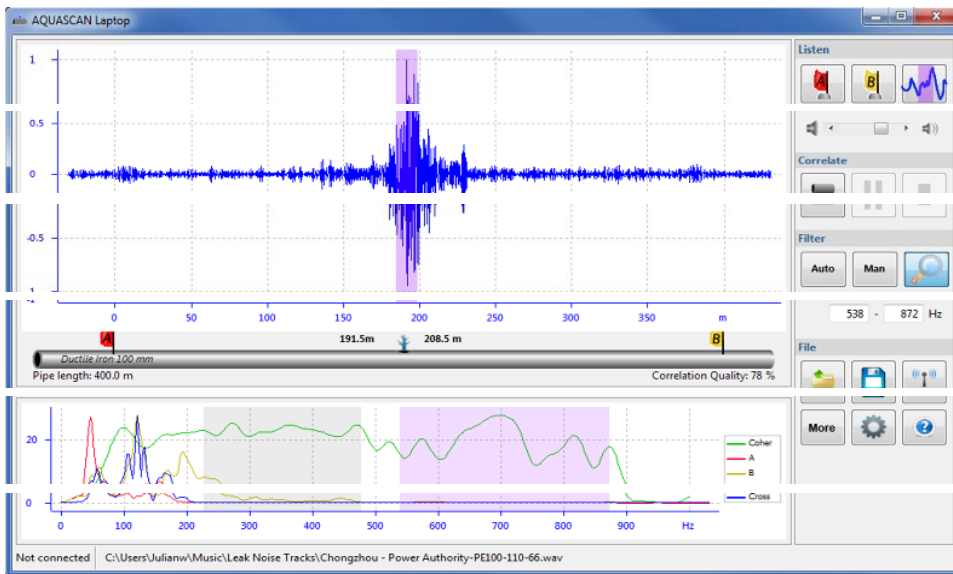 AQUASCAN Laptop
Listen
A
B
Correlate
Filter
Auto
Man
538 - 872 Hz
File
More
1
0.5
0
-0.5
-1
0 50 100 150 200 250 300 350 m
A
191.5m
208.5 m
B
Ductile Iron 100 mm
Pipe length: 400.0 m
Correlation Quality: 78 %
20
0
0 100 200 300 400 500 600 700 800 900 Hz
Coher
A
B
Cross
Not connected
C:\Users\Julianw\Music\Leak Noise Tracks\Chongzhou - Power Authority-PE100-110-66.wav